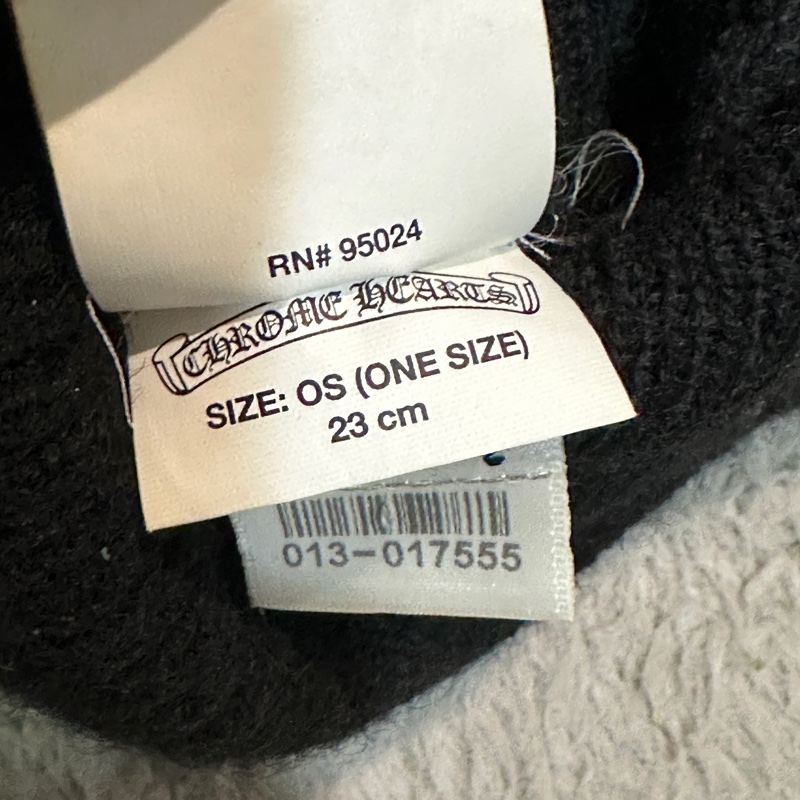 RN# 95024
CHROME HEARTS
SIZE: OS (ONE SIZE)
23 cm
013-017555